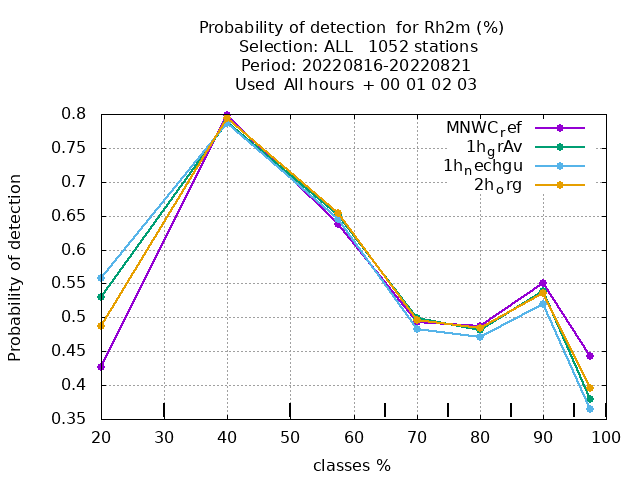 Probability of detection  for Rh2m (%)
Selection: ALL   1052 stations
Period: 20220816-20220821
Used  All hours  + 00 01 02 03
MNWC_ref
1h_grAv
1h_nechgu
2h_org
Probability of detection
0.8
0.75
0.7
0.65
0.6
0.55
0.5
0.45
0.4
0.35
20 30 40 50 60 70 80 90 100
classes %